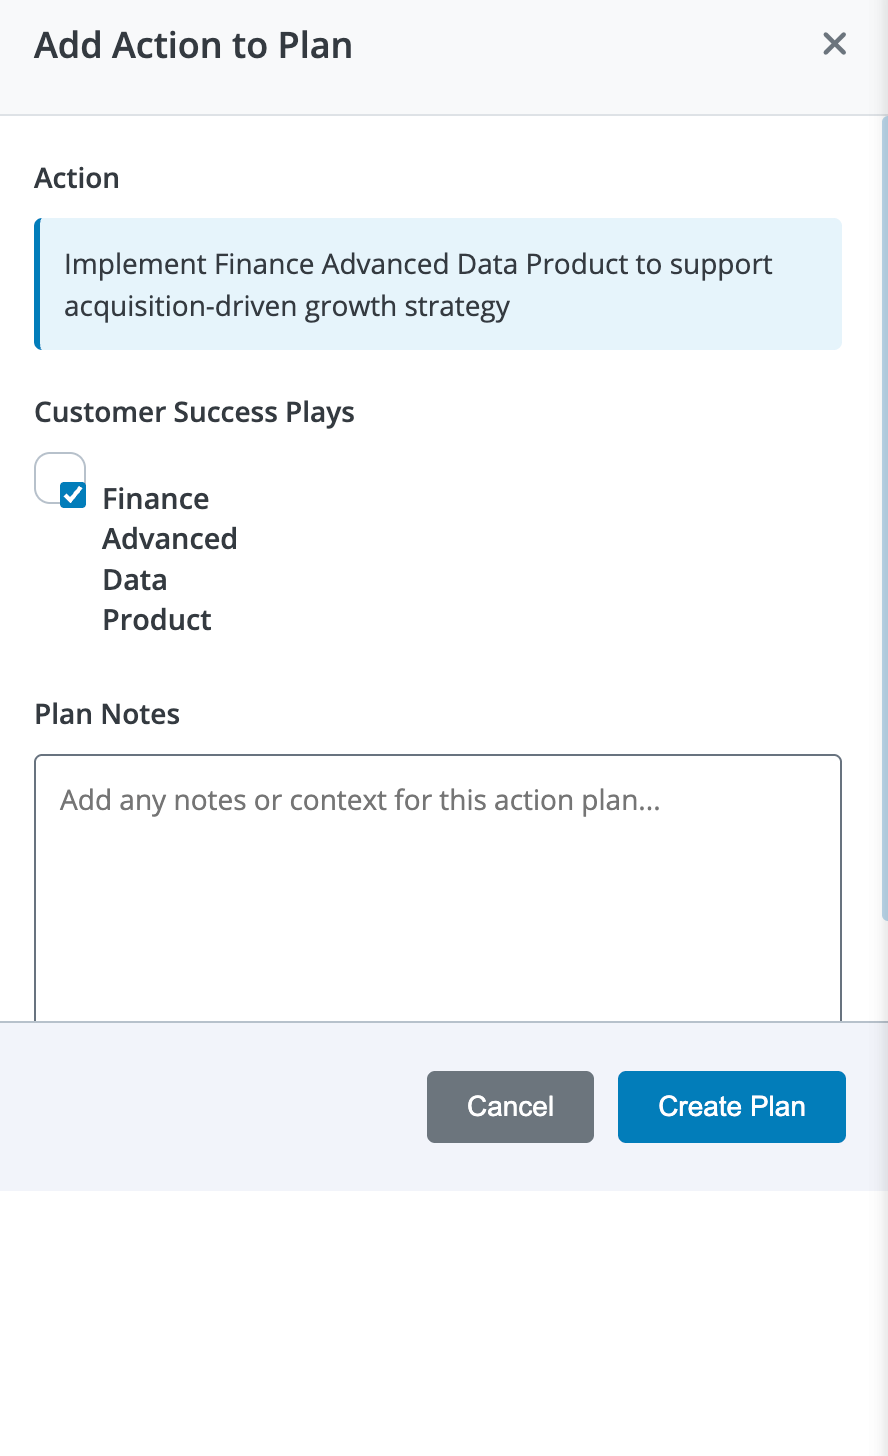 Add Action to Plan
Action
Implement Finance Advanced Data Product to support
acquisition-driven growth strategy
Customer Success Plays
Finance
Advanced
Data
Product
Plan Notes
Add any notes or context for this action plan...
Cancel
Create Plan